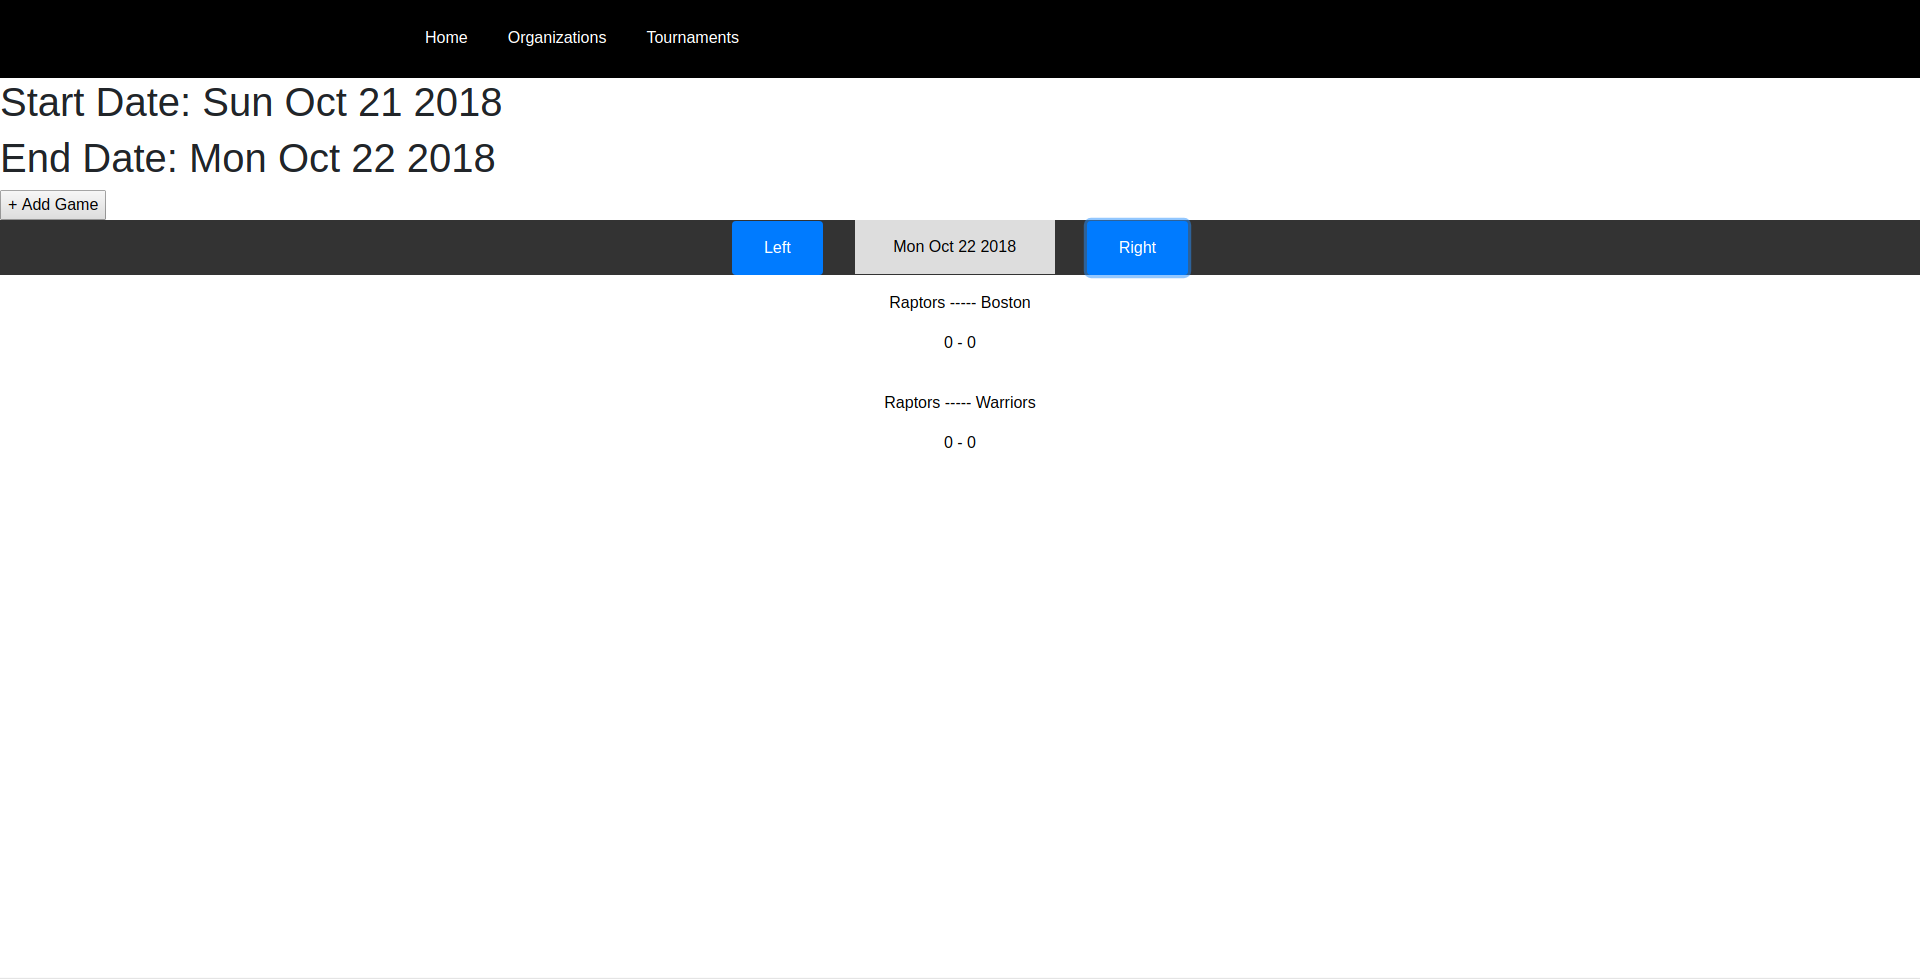 Home Organizations Tournaments
Start Date: Sun Oct 21 2018
End Date: Mon Oct 22 2018
+ Add Game
Left Mon Oct 22 2018 Right
Raptors ----- Boston
0 - 0
Raptors ----- Warriors
0 - 0